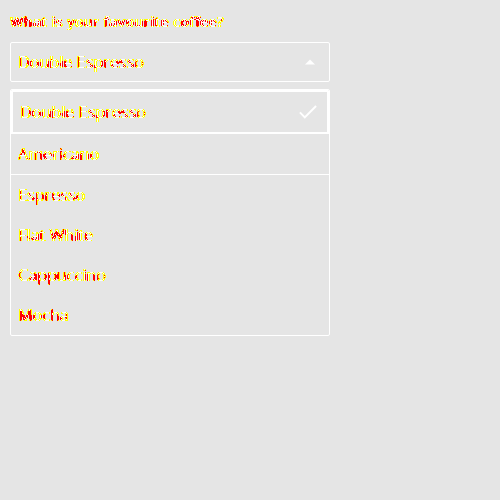 What is your favourite coffee?
Double Espresso
Double Espresso
Americano
Espresso
Flat White
Cappuccino
Mocha